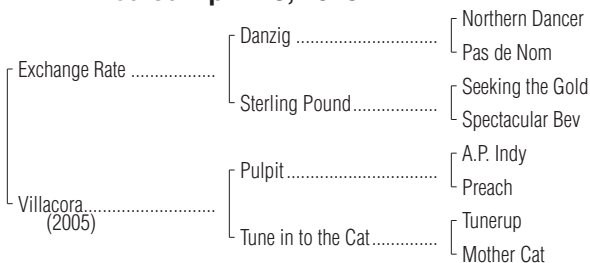 Northern Dancer
Danzig ....................................
Pas de Nom
Exchange Rate ..................
Seeking the Gold
Sterling Pound..................
Spectacular Bev
A.P. Indy
Pulpit................................
Preach
Villacora............................
(2005)
Tunerup
Tune in to the Cat..............
Mother Cat